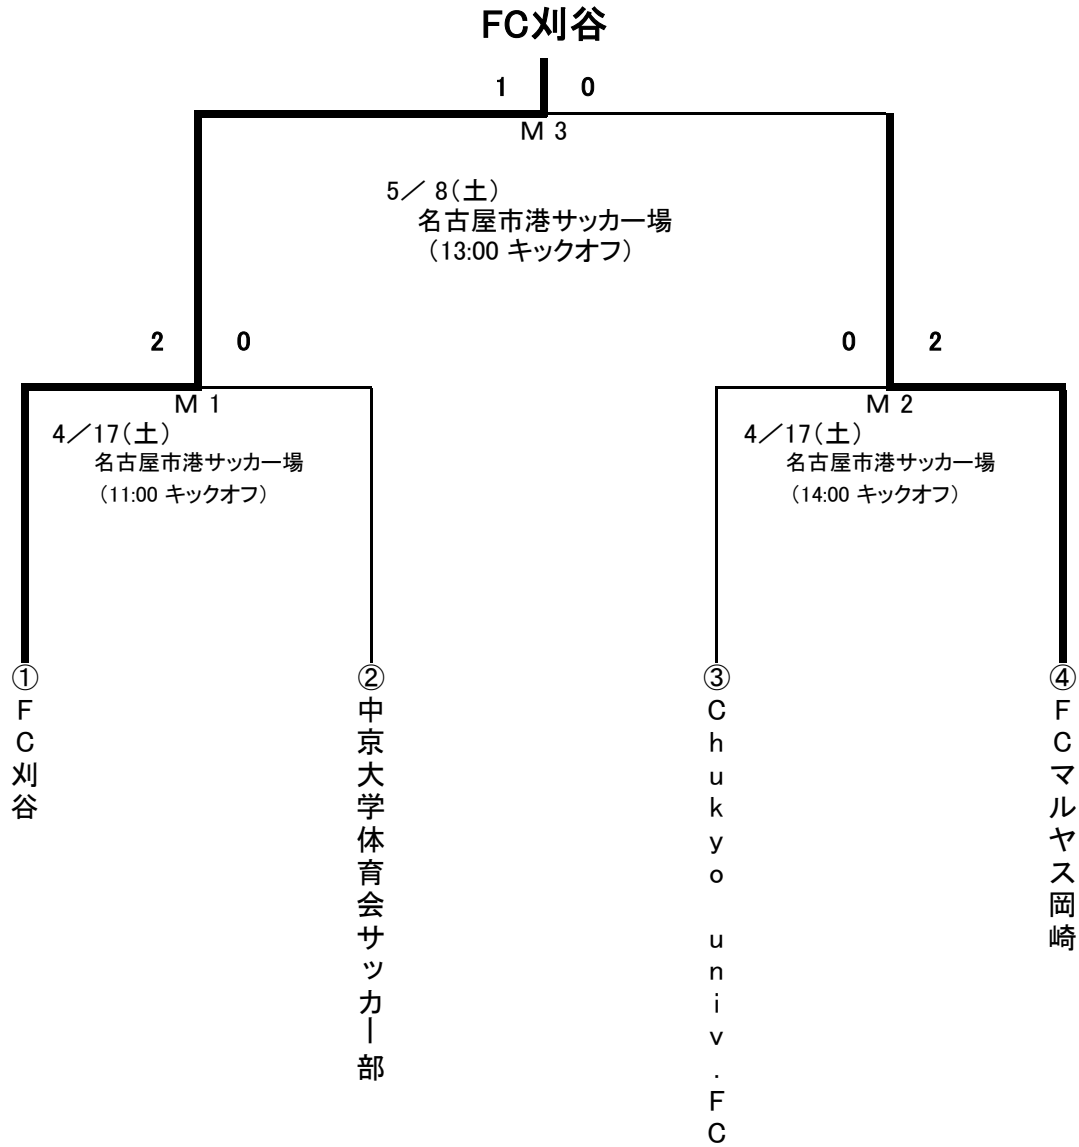 FC刈谷
1 0
M 3
5／ 8(土)
名古屋市港サッカー場
(13:00 キックオフ)
2 0
0 2
M 1
4／17(土)
名古屋市港サッカー場
(11:00 キックオフ)
M 2
4／17(土)
名古屋市港サッカー場
(14:00 キックオフ)
①FC刈谷
②中京大学体育会サッカー部
③Chukyo univ.FC
④FCマルヤス岡崎